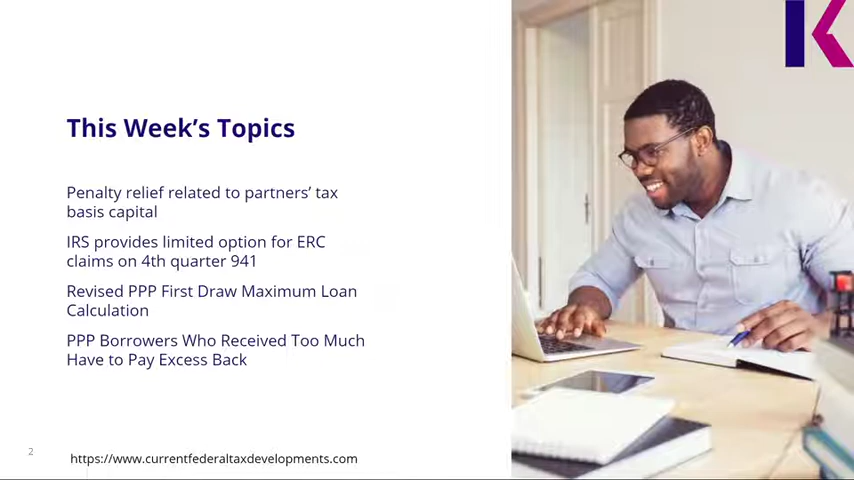 This Week’s Topics
Penalty relief related to partners’ tax
basis capital
IRS provides limited option for ERC
claims on 4th quarter 941
Revised PPP First Draw Maximum Loan
Calculation
PPP Borrowers Who Received Too Much
Have to Pay Excess Back
2
https://www.currentfederaltaxdevelopments.com